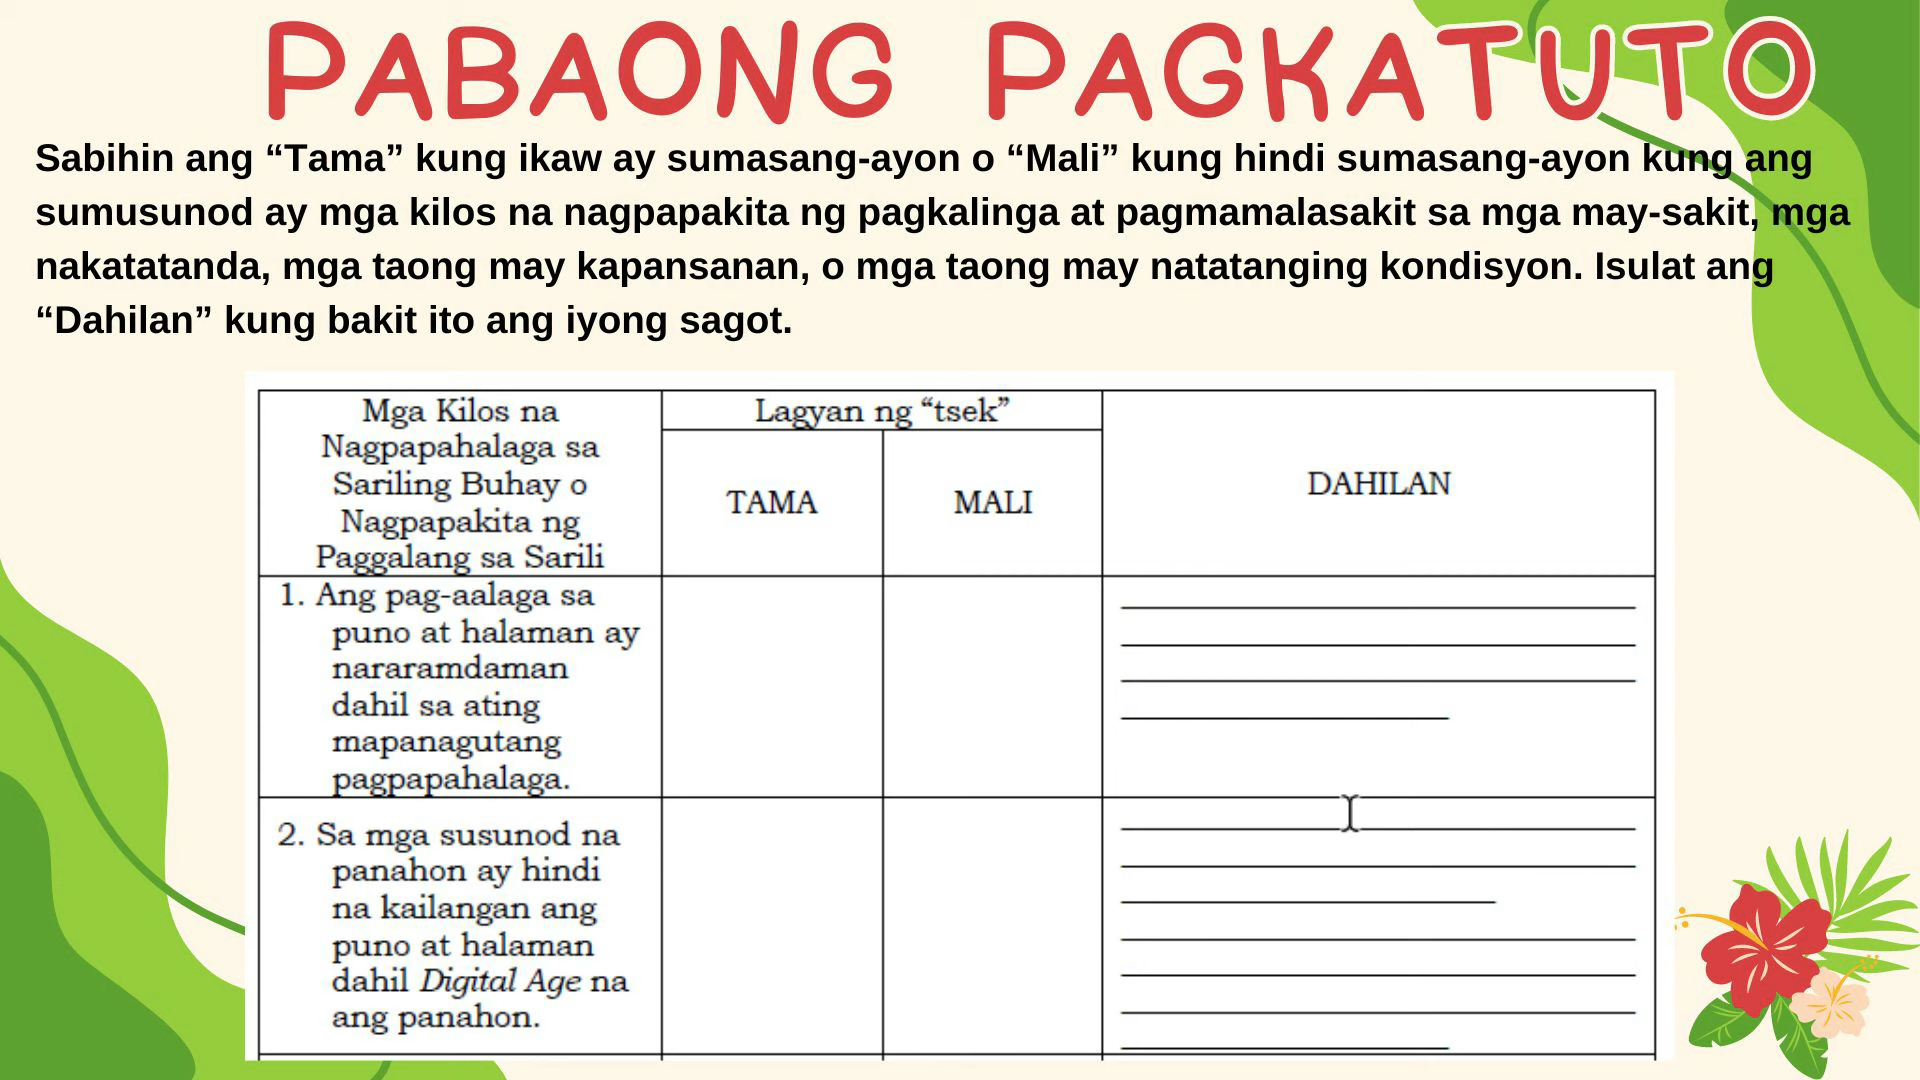 PABAONG PAGKATUTO
Sabihin ang “Tama” kung ikaw ay sumasang-ayon o “Mali” kung hindi sumasang-ayon kung ang
sumusunod ay mga kilos na nagpapakita ng pagkalinga at pagmamalasakit sa mga may-sakit, mga
nakatatanda, mga taong may kapansanan, o mga taong may natatanging kondisyon. Isulat ang
“Dahilan” kung bakit ito ang iyong sagot.
Mga Kilos na
Nagpapahalaga sa
Sariling Buhay o
Nagpapakita ng
Paggalang sa Sarili
Lagyan ng “tsek”
TAMA
MALI
DAHILAN
1. Ang pag-aalaga sa
puno at halaman ay
nararamdaman
dahil sa ating
mapanagutang
pagpapahalaga.
2. Sa mga susunod na
panahon ay hindi
na kailangan ang
puno at halaman
dahil Digital Age na
ang panahon.